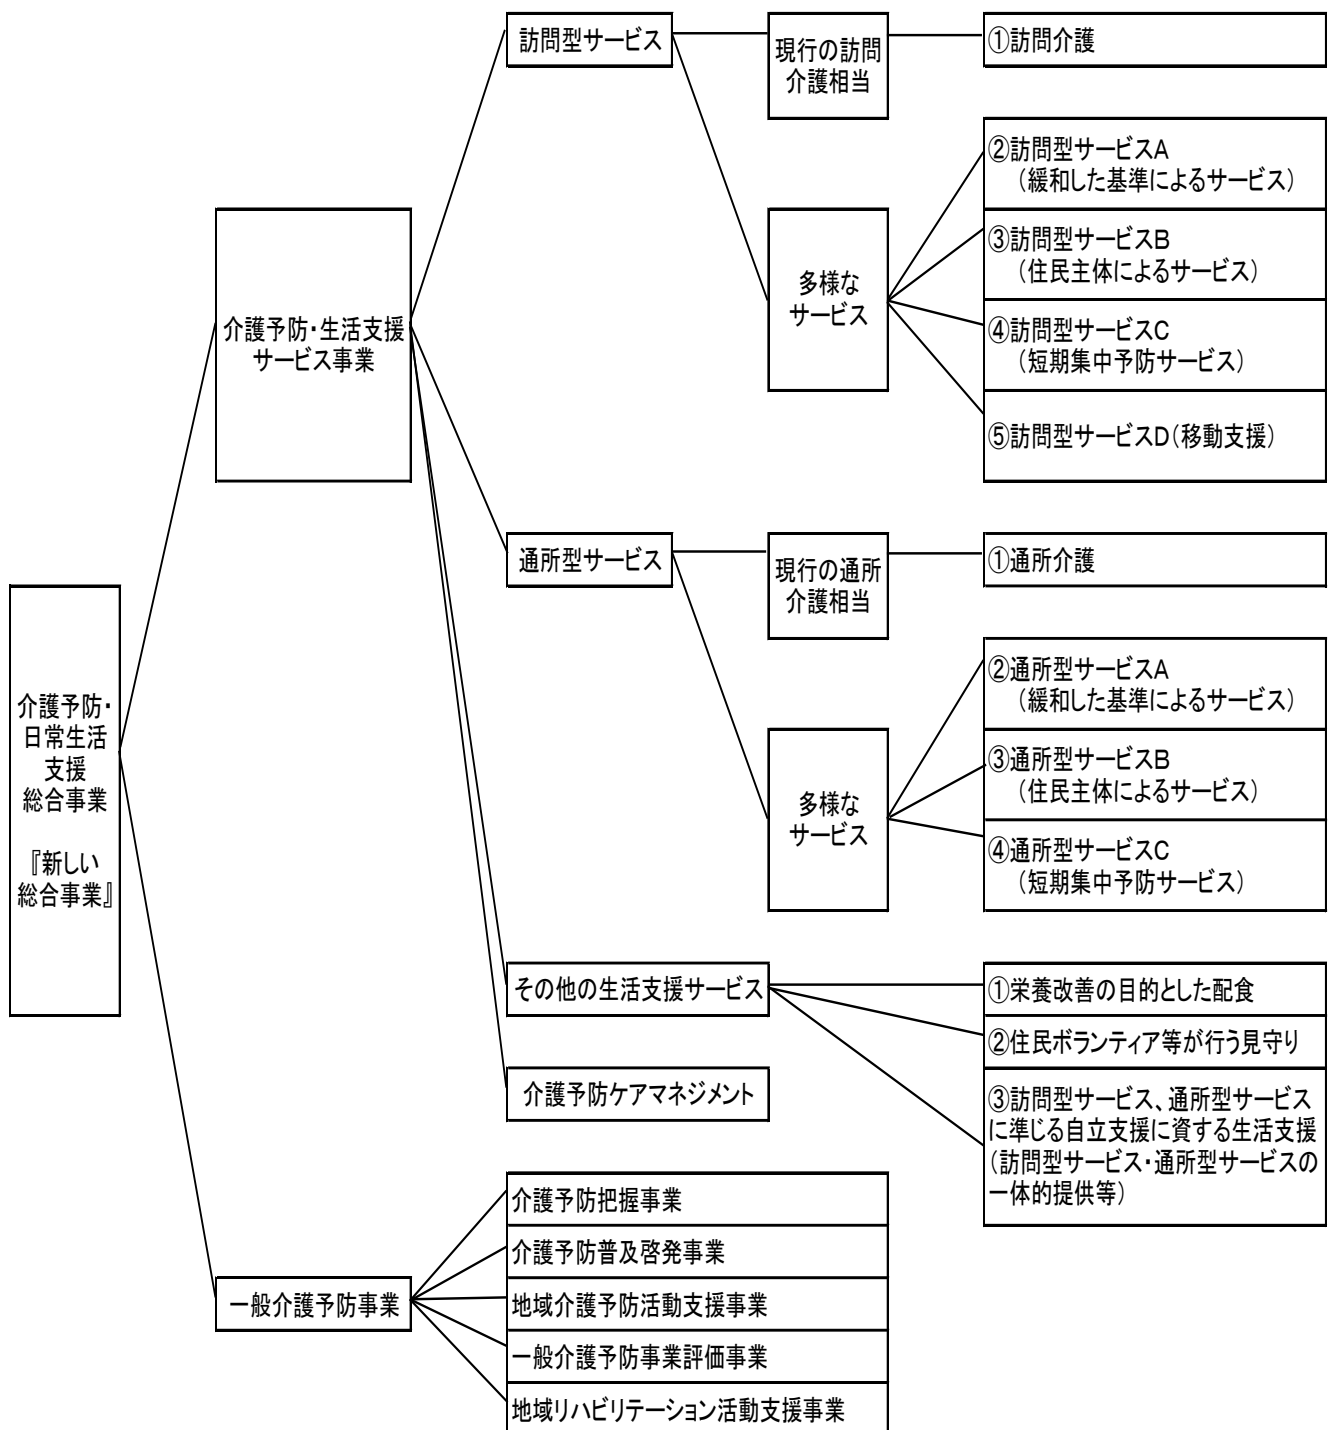 介護予防・
日常生活
支援
総合事業
『新しい
総合事業』
介護予防・生活支援
サービス事業
訪問型サービス
現行の訪問
介護相当
①訪問介護
多様な
サービス
②訪問型サービスA
(緩和した基準によるサービス)
③訪問型サービスB
(住民主体によるサービス)
④訪問型サービスC
(短期集中予防サービス)
⑤訪問型サービスD(移動支援)
通所型サービス
現行の通所
介護相当
①通所介護
多様な
サービス
②通所型サービスA
(緩和した基準によるサービス)
③通所型サービスB
(住民主体によるサービス)
④通所型サービスC
(短期集中予防サービス)
その他の生活支援サービス
①栄養改善の目的とした配食
②住民ボランティア等が行う見守り
③訪問型サービス、通所型サービス
に準じる自立支援に資する生活支援
(訪問型サービス・通所型サービスの
一体的提供等)
介護予防ケアマネジメント
一般介護予防事業
介護予防把握事業
介護予防普及啓発事業
地域介護予防活動支援事業
一般介護予防事業評価事業
地域リハビリテーション活動支援事業